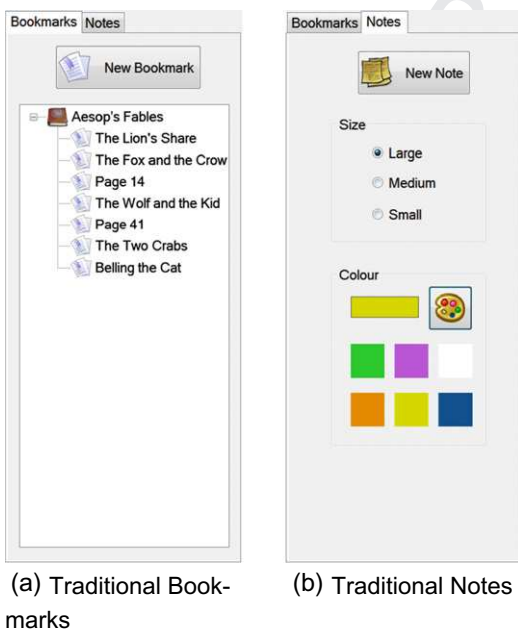 Bookmarks Notes
New Bookmark
Aesop's Fables
The Lion's Share
The Fox and the Crow
Page 14
The Wolf and the Kid
Page 41
The Two Crabs
Belling the Cat
(a) Traditional Book-
marks
Bookmarks Notes
New Note
Size
Large
Medium
Small
Colour
(b) Traditional Notes